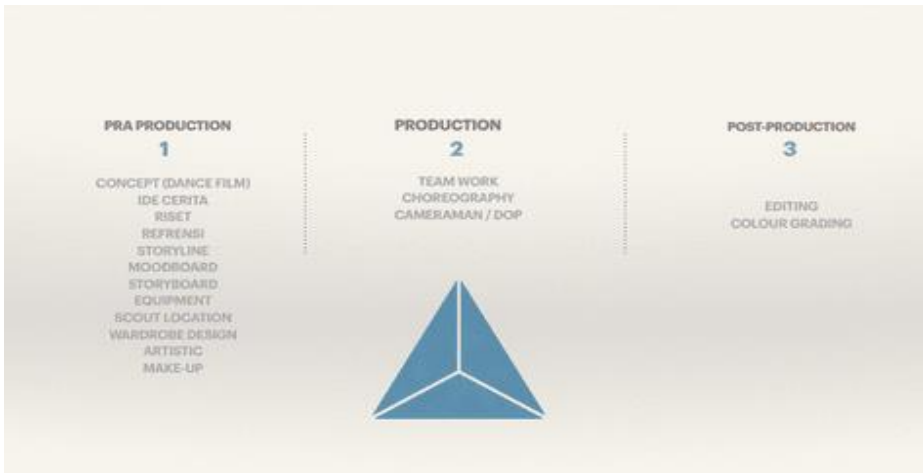 PRA PRODUCTION
1
CONCEPT (DANCE FILM)
IDE CERITA
RISET
REFRENSI
STORYLINE
MOODBOARD
STORYBOARD
EQUIPMENT
SCOUT LOCATION
WARDROBE DESIGN
ARTISTIC
MAKE-UP
PRODUCTION
2
TEAM WORK
CHOREOGRAPHY
CAMERAMAN / DOP
POST-PRODUCTION
3
EDITING
COLOUR GRADING